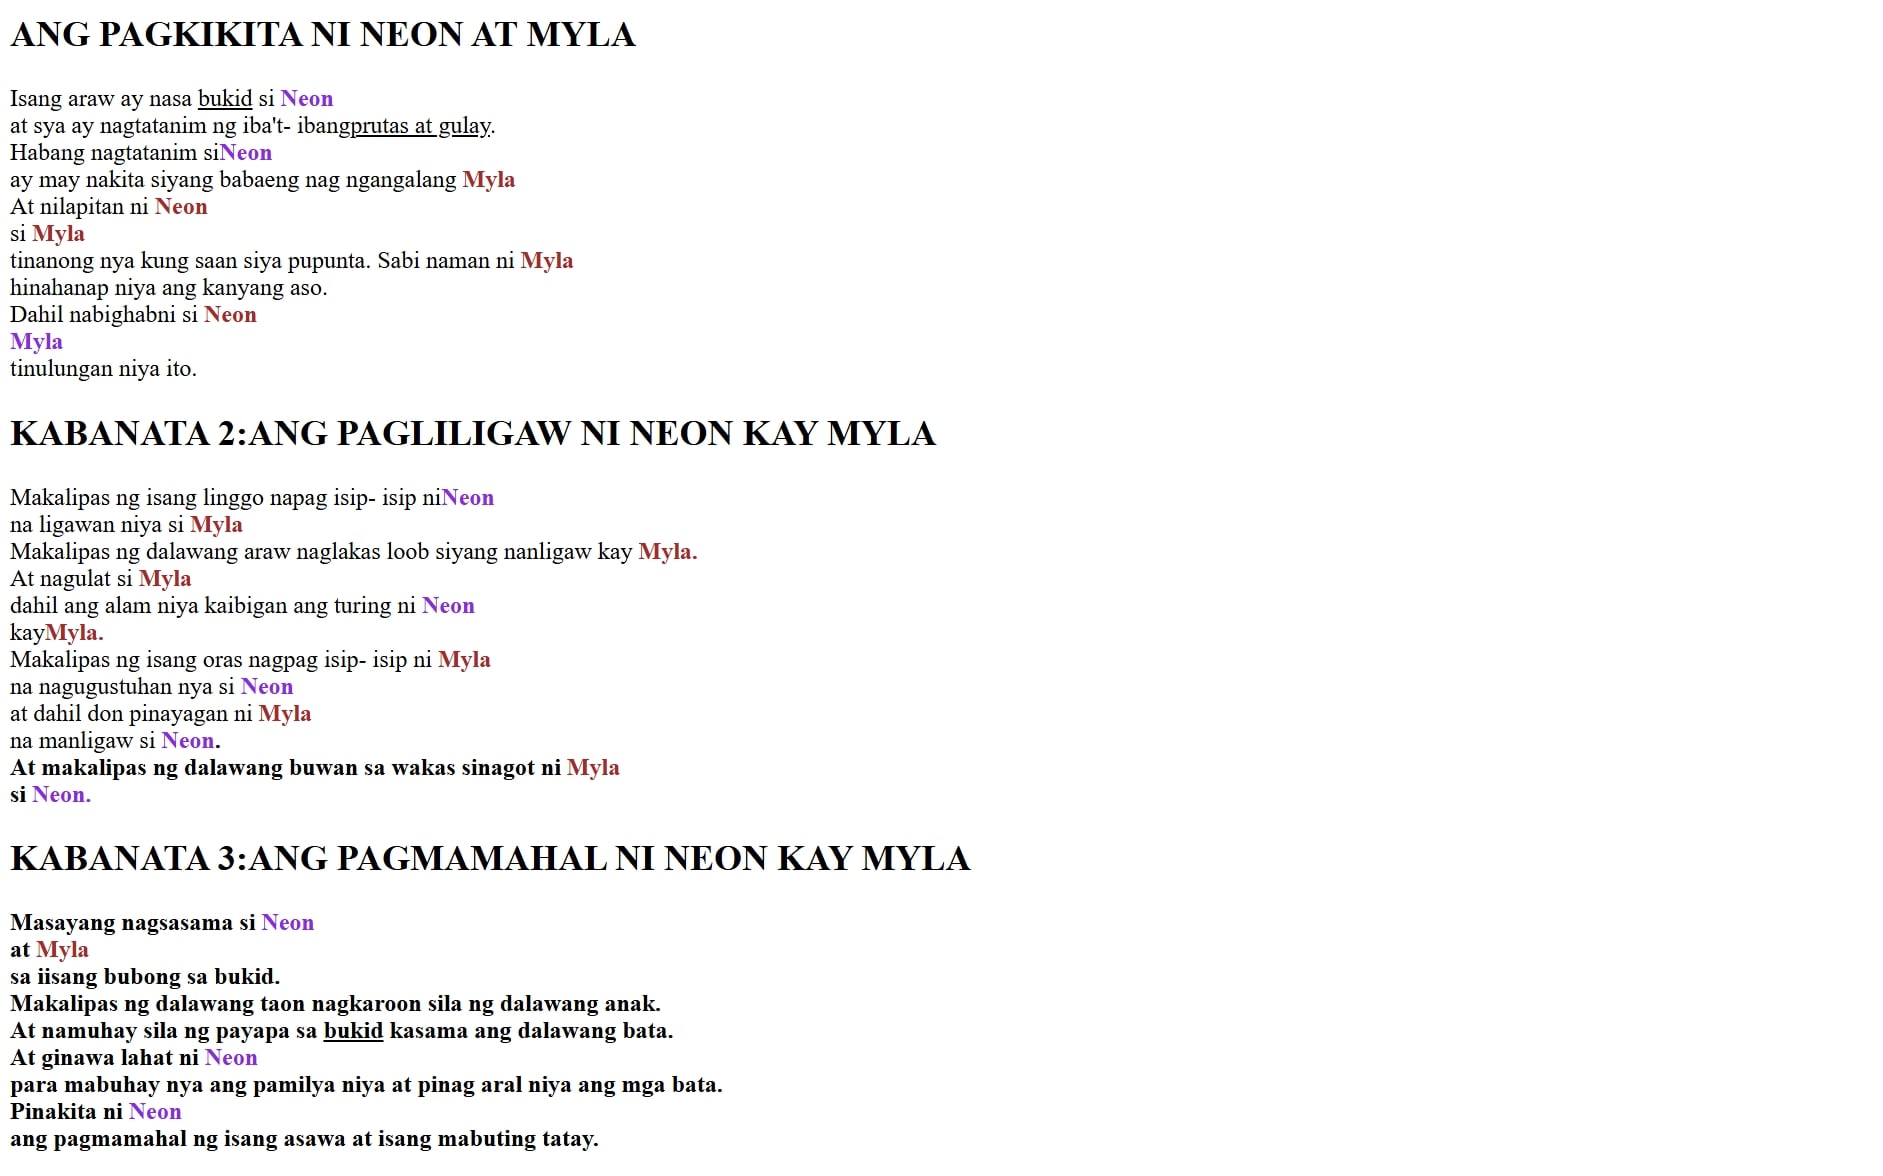 ANG PAGKIKITA NI NEON AT MYLA
Isang araw ay nasa bukid si Neon
at sya ay nagtatanim ng iba't- ibangprutas at gulay.
Habang nagtatanim siNeon
ay may nakita siyang babaeng nag ngangalang Myla
At nilapitan ni Neon
si Myla
tinanong nya kung saan siya pupunta. Sabi naman ni Myla
hinahanap niya ang kanyang aso.
Dahil nabighabni si Neon
Myla
tinulungan niya ito.
KABANATA 2:ANG PAGLILIGAW NI NEON KAY MYLA
Makalipas ng isang linggo napag isip- isip niNeon
na ligawan niya si Myla
Makalipas ng dalawang araw naglakas loob siyang nanligaw kay Myla.
At nagulat si Myla
dahil ang alam niya kaibigan ang turing ni Neon
kayMyla.
Makalipas ng isang oras nagpag isip- isip ni Myla
na nagugustuhan nya si Neon
at dahil don pinayagan ni Myla
na manligaw si Neon.
At makalipas ng dalawang buwan sa wakas sinagot ni Myla
si Neon.
KABANATA 3:ANG PAGMAMAHAL NI NEON KAY MYLA
Masayang nagsasama si Neon
at Myla
sa iisang bubong sa bukid.
Makalipas ng dalawang taon nagkaroon sila ng dalawang anak.
At namuhay sila ng payapa sa bukid kasama ang dalawang bata.
At ginawa lahat ni Neon
para mabuhay nya ang pamilya niya at pinag aral niya ang mga bata.
Pinakita ni Neon
ang pagmamahal ng isang asawa at isang mabuting tatay.